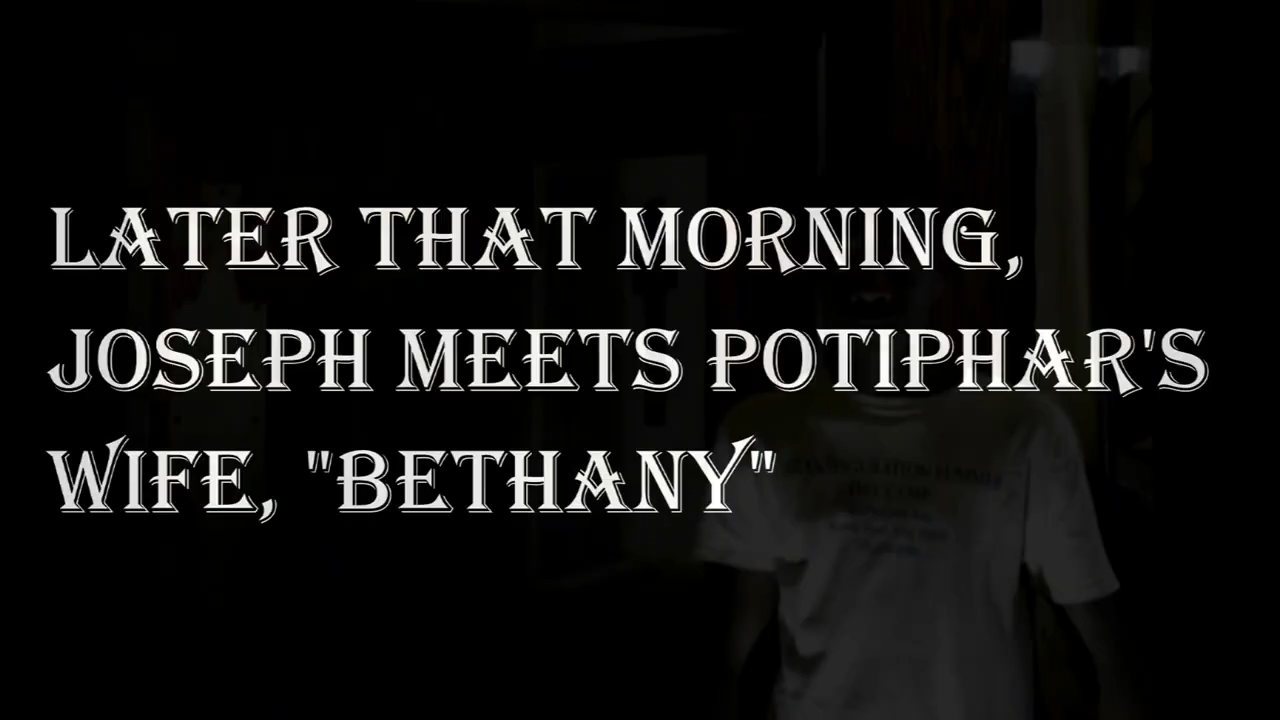 LATER THAT MORNING,
JOSEPH MEETS POTIPHAR'S
WIFE, "BETHANY"